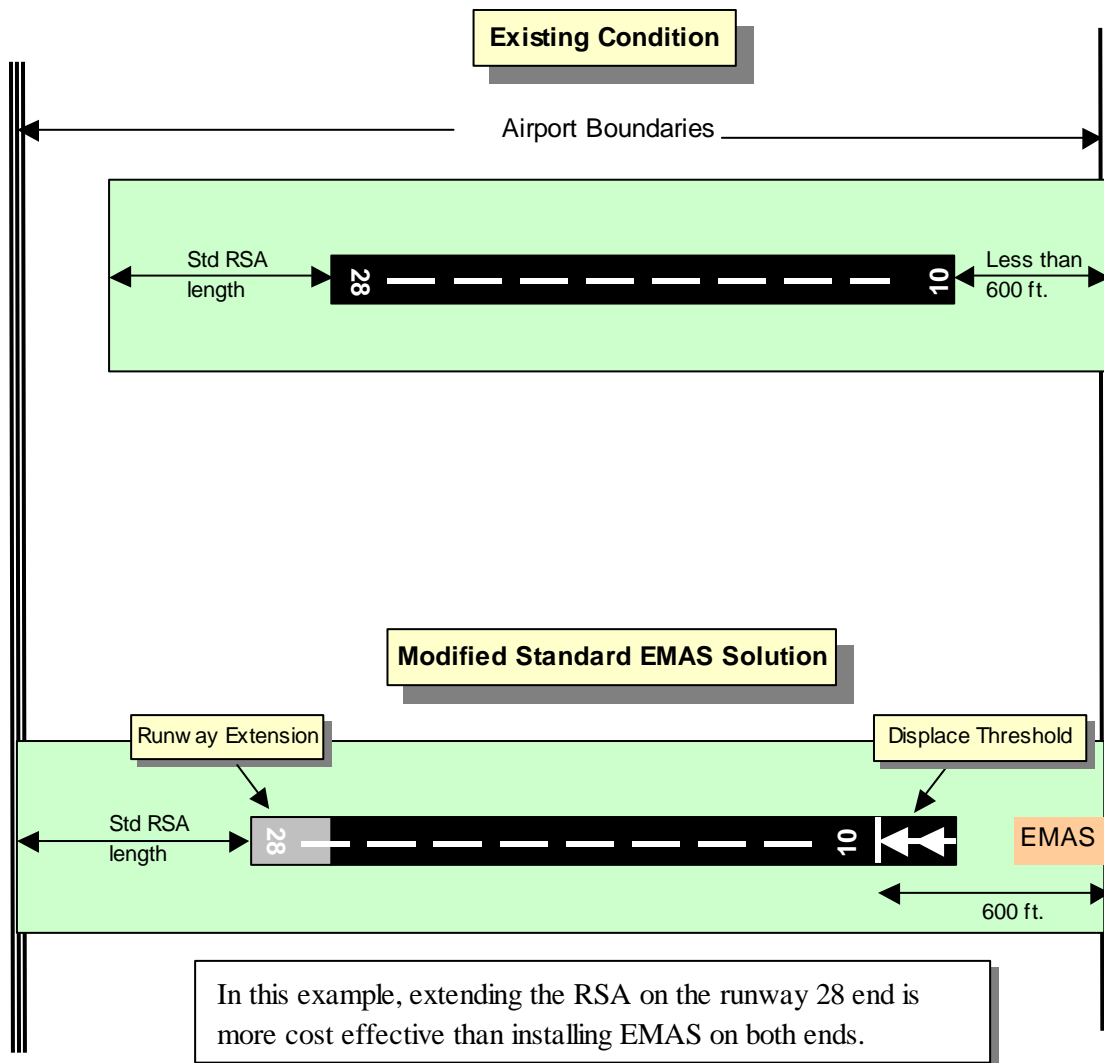 Existing Condition
Airport Boundaries
Std RSA
length
28
10
Less than
600 ft.
Modified Standard EMAS Solution
Runway Extension
Displace Threshold
Std RSA
length
28
10
EMAS
600 ft.
In this example, extending the RSA on the runway 28 end is
more cost effective than installing EMAS on both ends.